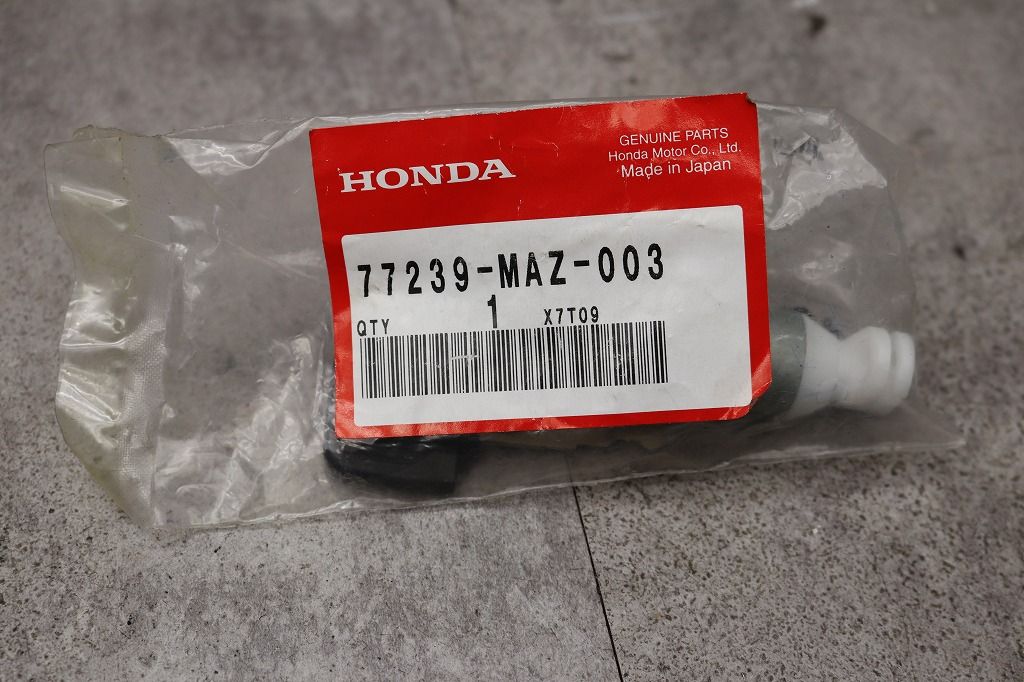 HONDA
GENUINE PARTS
Honda Motor Co., Ltd.
Made in Japan
77239-MAZ-003
QTY 1 X7T09